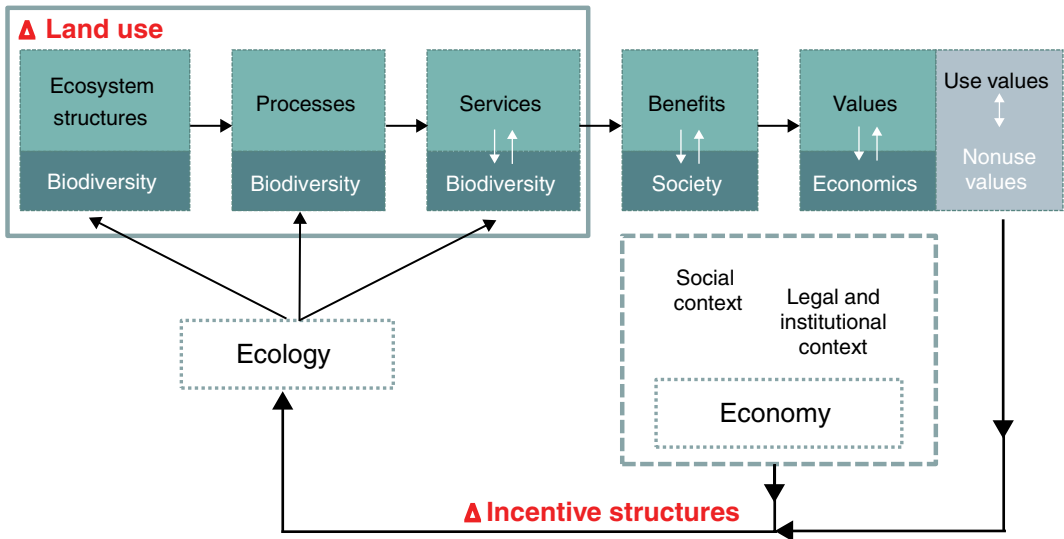 Δ Land use
Ecosystem
structures
Biodiversity
Processes
Biodiversity
Services
Biodiversity
Benefits
Society
Values
Economics
Use values
Nonuse
values
Social
context
Legal and
institutional
context
Ecology
Economy
Δ Incentive structures